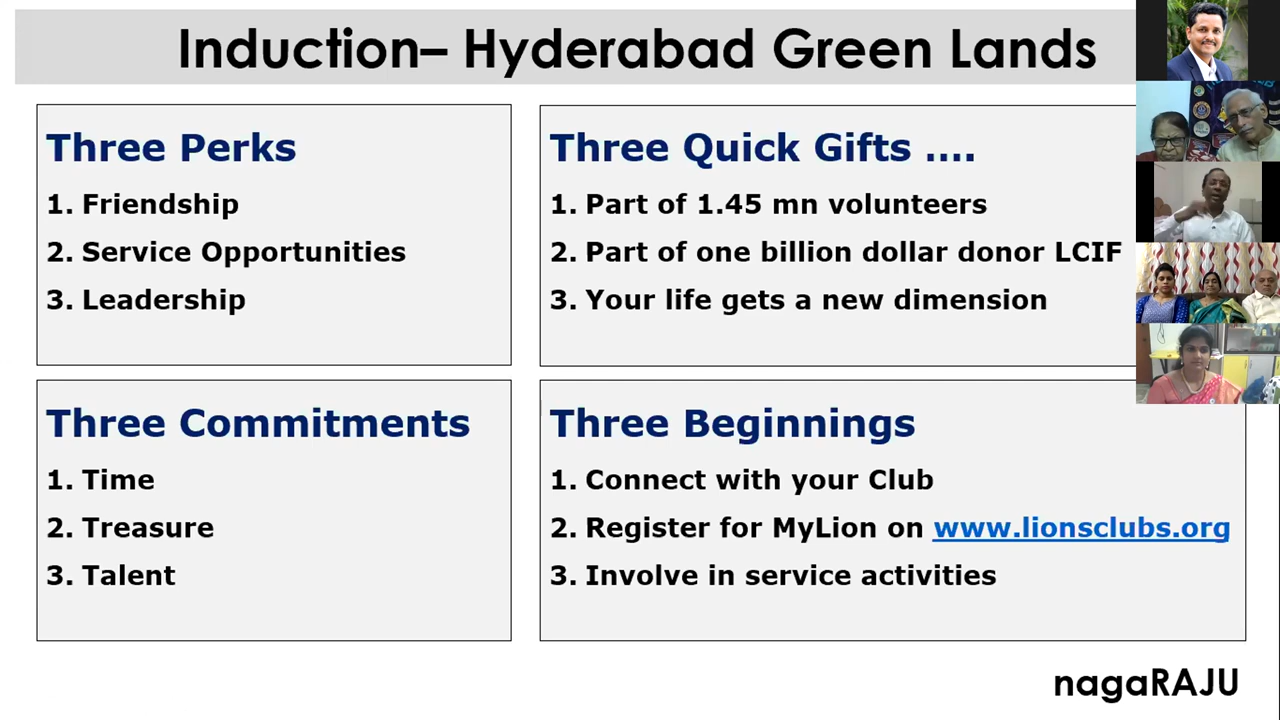 Induction– Hyderabad Green Lands
Three Perks
1. Friendship
2. Service Opportunities
3. Leadership
Three Quick Gifts ....
1. Part of 1.45 mn volunteers
2. Part of one billion dollar donor LCIF
3. Your life gets a new dimension
Three Commitments
1. Time
2. Treasure
3. Talent
Three Beginnings
1. Connect with your Club
2. Register for MyLion on www.lionsclubs.org
3. Involve in service activities
nagaRAJU